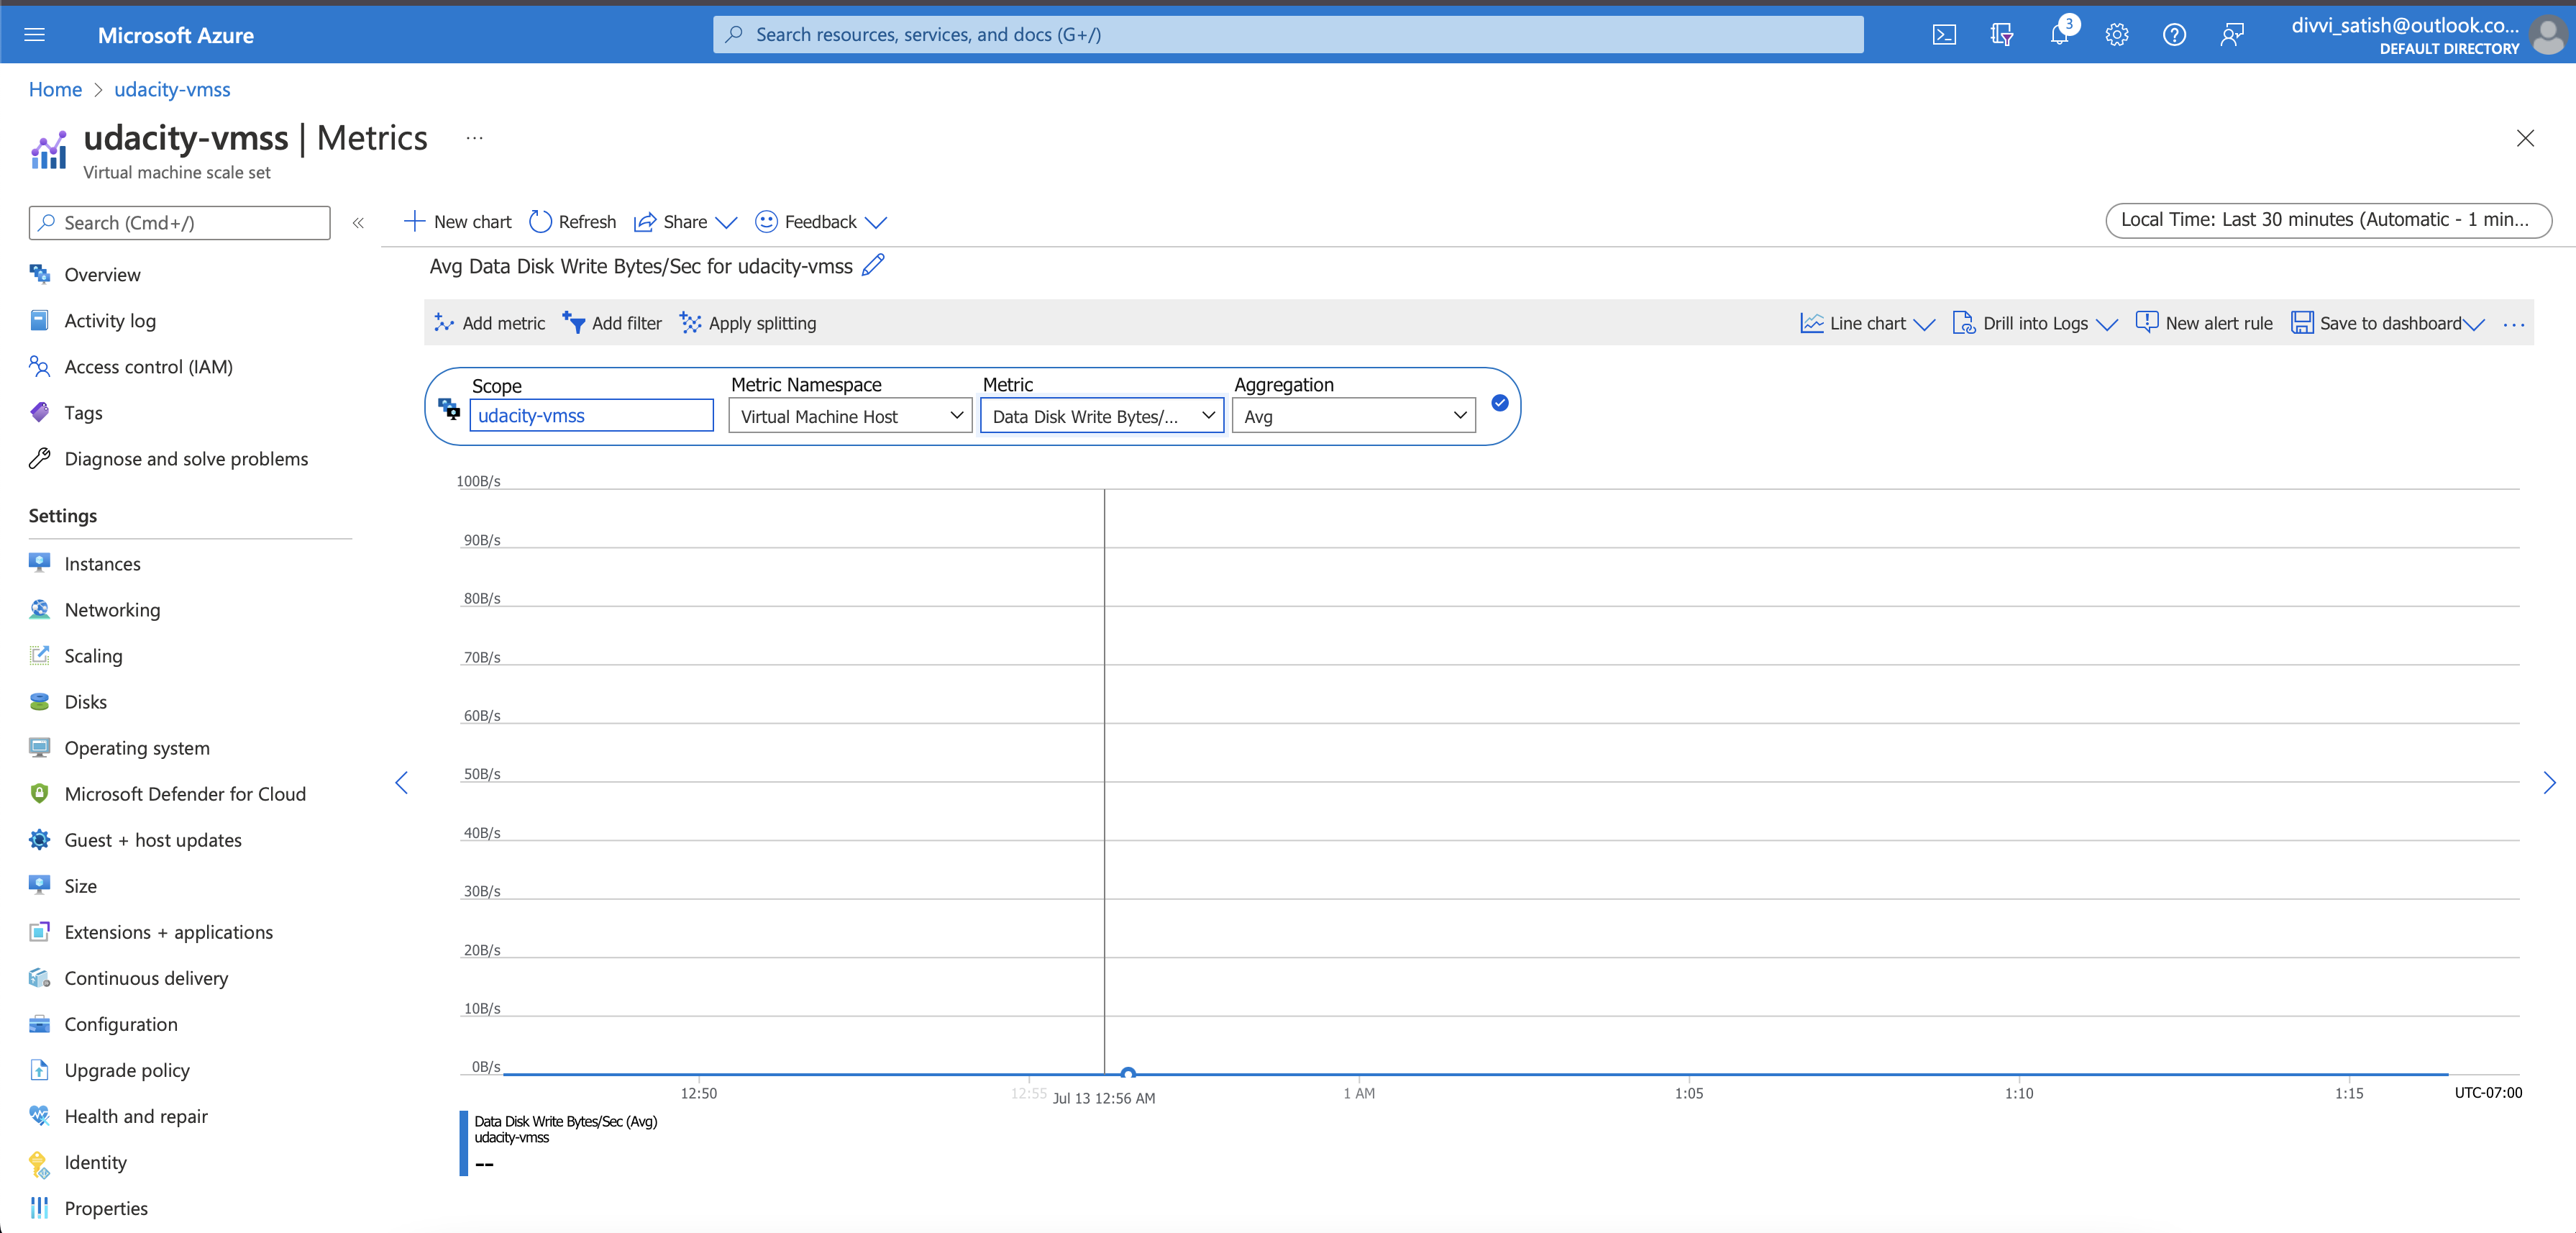 Microsoft Azure
Search resources, services, and docs (G+/)
3
divvi_satish@outlook.co...
DEFAULT DIRECTORY
Home > udacity-vmss
udacity-vmss | Metrics ...
Virtual machine scale set
Search (Cmd+/)
«
New chart
Refresh
Share
Feedback
Local Time: Last 30 minutes (Automatic - 1 min...
Avg Data Disk Write Bytes/Sec for udacity-vmss
Add metric
Add filter
Apply splitting
Line chart
Drill into Logs
New alert rule
Save to dashboard
...
Scope
udacity-vmss
Metric Namespace
Virtual Machine Host
Metric
Data Disk Write Bytes/...
Aggregation
Avg
Overview
Activity log
Access control (IAM)
Tags
Diagnose and solve problems
Settings
Instances
Networking
Scaling
Disks
Operating system
Microsoft Defender for Cloud
Guest + host updates
Size
Extensions + applications
Continuous delivery
Configuration
Upgrade policy
Health and repair
Identity
Properties
100B/s
90B/s
80B/s
70B/s
60B/s
50B/s
40B/s
30B/s
20B/s
10B/s
0B/s
12:50
12:55
Jul 13 12:56 AM
1 AM
1:05
1:10
1:15
UTC-07:00
Data Disk Write Bytes/Sec (Avg)
udacity-vmss
--